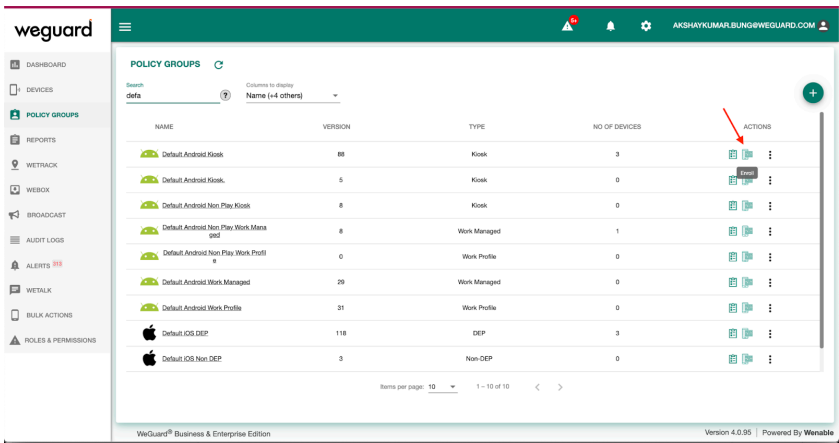 weguard
5+
AKSHAYKUMAR.BUNG@WEGUARD.COM
DASHBOARD
DEVICES
POLICY GROUPS
REPORTS
WETRACK
WEBOX
BROADCAST
AUDIT LOGS
ALERTS 313
WETALK
BULK ACTIONS
ROLES & PERMISSIONS
POLICY GROUPS
Search
defa
?
Columns to display
Name (+4 others)
+
NAME VERSION TYPE NO OF DEVICES ACTIONS
Default Android Kiosk 88 Kiosk 3
Enroll
Default Android Kiosk. 5 Kiosk 0
Default Android Non Play Kiosk 8 Kiosk 0
Default Android Non Play Work Mana
ged 8 Work Managed 1
Default Android Non Play Work Profil
e 0 Work Profile 0
Default Android Work Managed 29 Work Managed 0
Default Android Work Profile 31 Work Profile 0
Default iOS DEP 118 DEP 3
Default iOS Non DEP 3 Non-DEP 0
Items per page: 10 1 – 10 of 10
WeGuard® Business & Enterprise Edition
Version 4.0.95 | Powered By Wenable